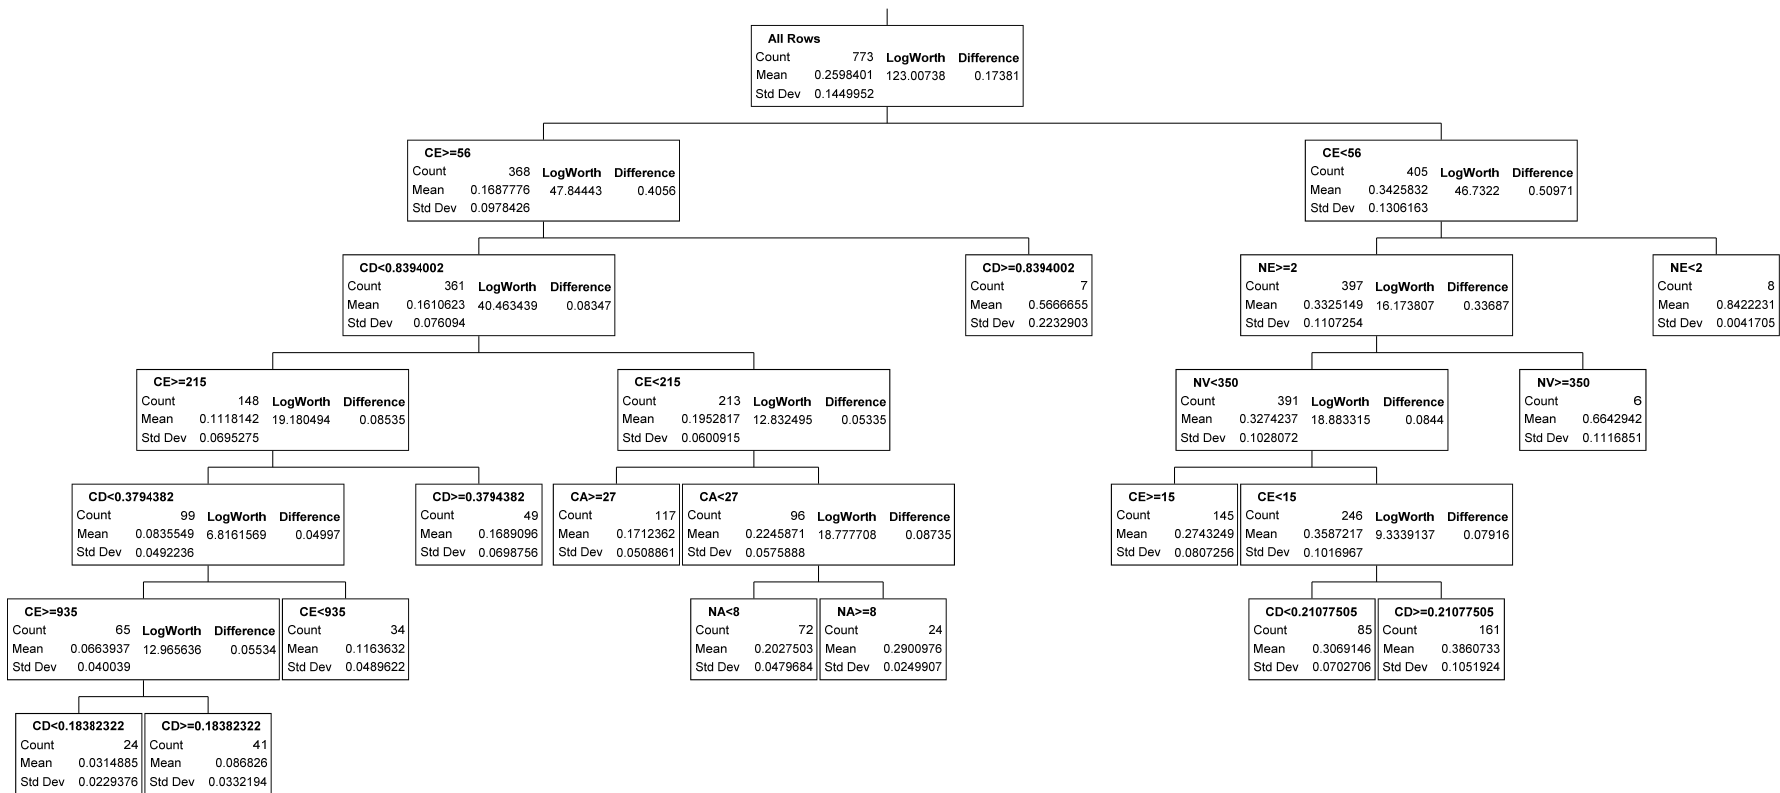 All Rows
Count 773 LogWorth Difference
Mean 0.2598401 123.00738 0.17381
Std Dev 0.1449952
CE>=56
Count 368 LogWorth Difference
Mean 0.1687776 47.84443 0.4056
Std Dev 0.0978426
CE<56
Count 405 LogWorth Difference
Mean 0.3425832 46.7322 0.50971
Std Dev 0.1306163
CD<0.8394002
Count 361 LogWorth Difference
Mean 0.1610623 40.463439 0.08347
Std Dev 0.076094
CD>=0.8394002
Count 7
Mean 0.5666655
Std Dev 0.2232903
NE>=2
Count 397 LogWorth Difference
Mean 0.3325149 16.173807 0.33687
Std Dev 0.1107254
NE<2
Count 8
Mean 0.8422231
Std Dev 0.0041705
CE>=215
Count 148 LogWorth Difference
Mean 0.1118142 19.180494 0.08535
Std Dev 0.0695275
CE<215
Count 213 LogWorth Difference
Mean 0.1952817 12.832495 0.05335
Std Dev 0.0600915
NV<350
Count 391 LogWorth Difference
Mean 0.3274237 18.883315 0.0844
Std Dev 0.1028072
NV>=350
Count 6
Mean 0.6642942
Std Dev 0.1116851
CD<0.3794382
Count 99 LogWorth Difference
Mean 0.0835549 6.8161569 0.04997
Std Dev 0.0492236
CD>=0.3794382
Count 49
Mean 0.1689096
Std Dev 0.0698756
CA>=27
Count 117
Mean 0.1712362
Std Dev 0.0508861
CA<27
Count 96 LogWorth Difference
Mean 0.2245871 18.777708 0.08735
Std Dev 0.0575888
CE>=15
Count 145
Mean 0.2743249
Std Dev 0.0807256
CE<15
Count 246 LogWorth Difference
Mean 0.3587217 9.3339137 0.07916
Std Dev 0.1016967
CE>=935
Count 65 LogWorth Difference
Mean 0.0663937 12.965636 0.05534
Std Dev 0.040039
CE<935
Count 34
Mean 0.1163632
Std Dev 0.0489622
NA<8
Count 72
Mean 0.2027503
Std Dev 0.0479684
NA>=8
Count 24
Mean 0.2900976
Std Dev 0.0249907
CD<0.21077505
Count 85
Mean 0.3069146
Std Dev 0.0702706
CD>=0.21077505
Count 161
Mean 0.3860733
Std Dev 0.1051924
CD<0.18382322
Count 24
Mean 0.0314885
Std Dev 0.0229376
CD>=0.18382322
Count 41
Mean 0.086826
Std Dev 0.0332194